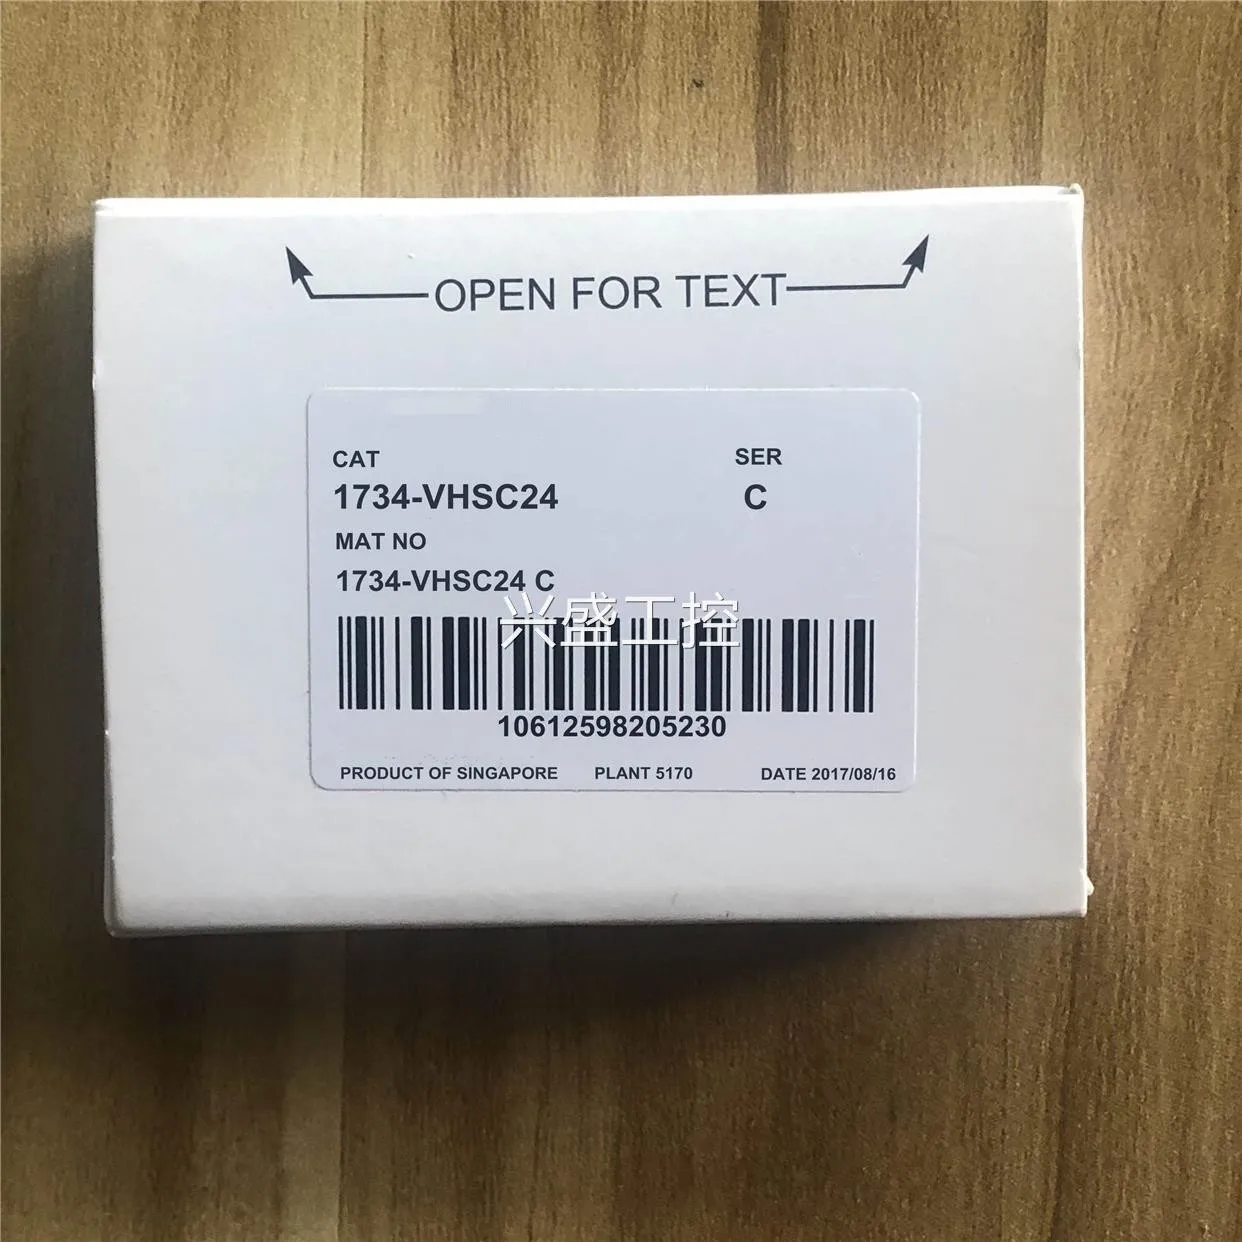 OPEN FOR TEXT
CAT SER
1734-VHSC24 C
MAT NO
1734-VHSC24 C
兴盛工控
10612598205230
PRODUCT OF SINGAPORE PLANT 5170 DATE 2017/08/16